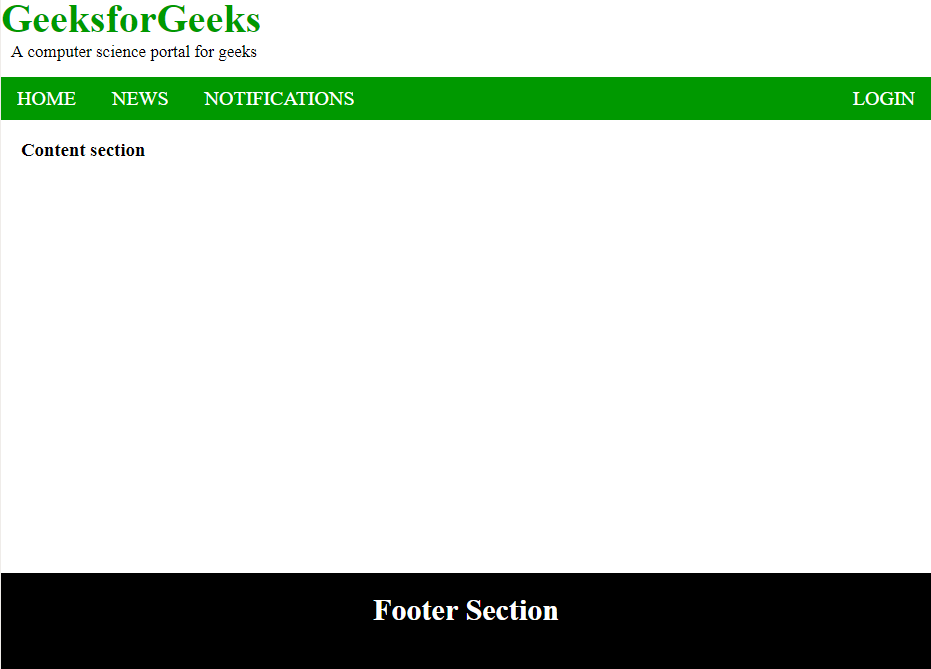 GeeksforGeeks
A computer science portal for geeks
HOME NEWS NOTIFICATIONS LOGIN
Content section
Footer Section